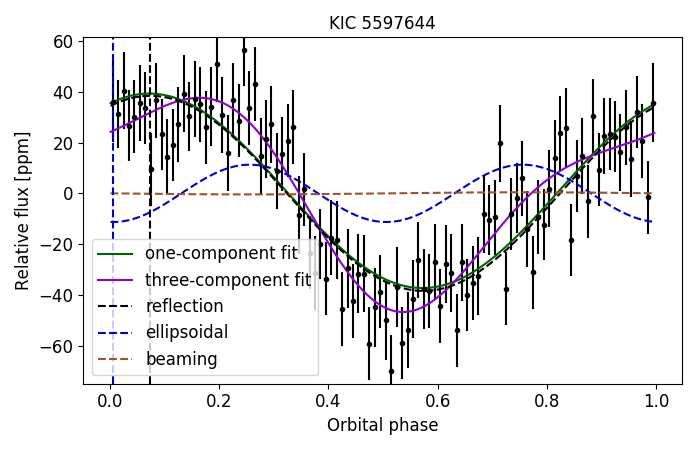 KIC 5597644
60
40
20
0
−20
−40
−60
Relative flux [ppm]
one-component fit
three-component fit
reflection
ellipsoidal
beaming
0.0 0.2 0.4 0.6 0.8 1.0
Orbital phase